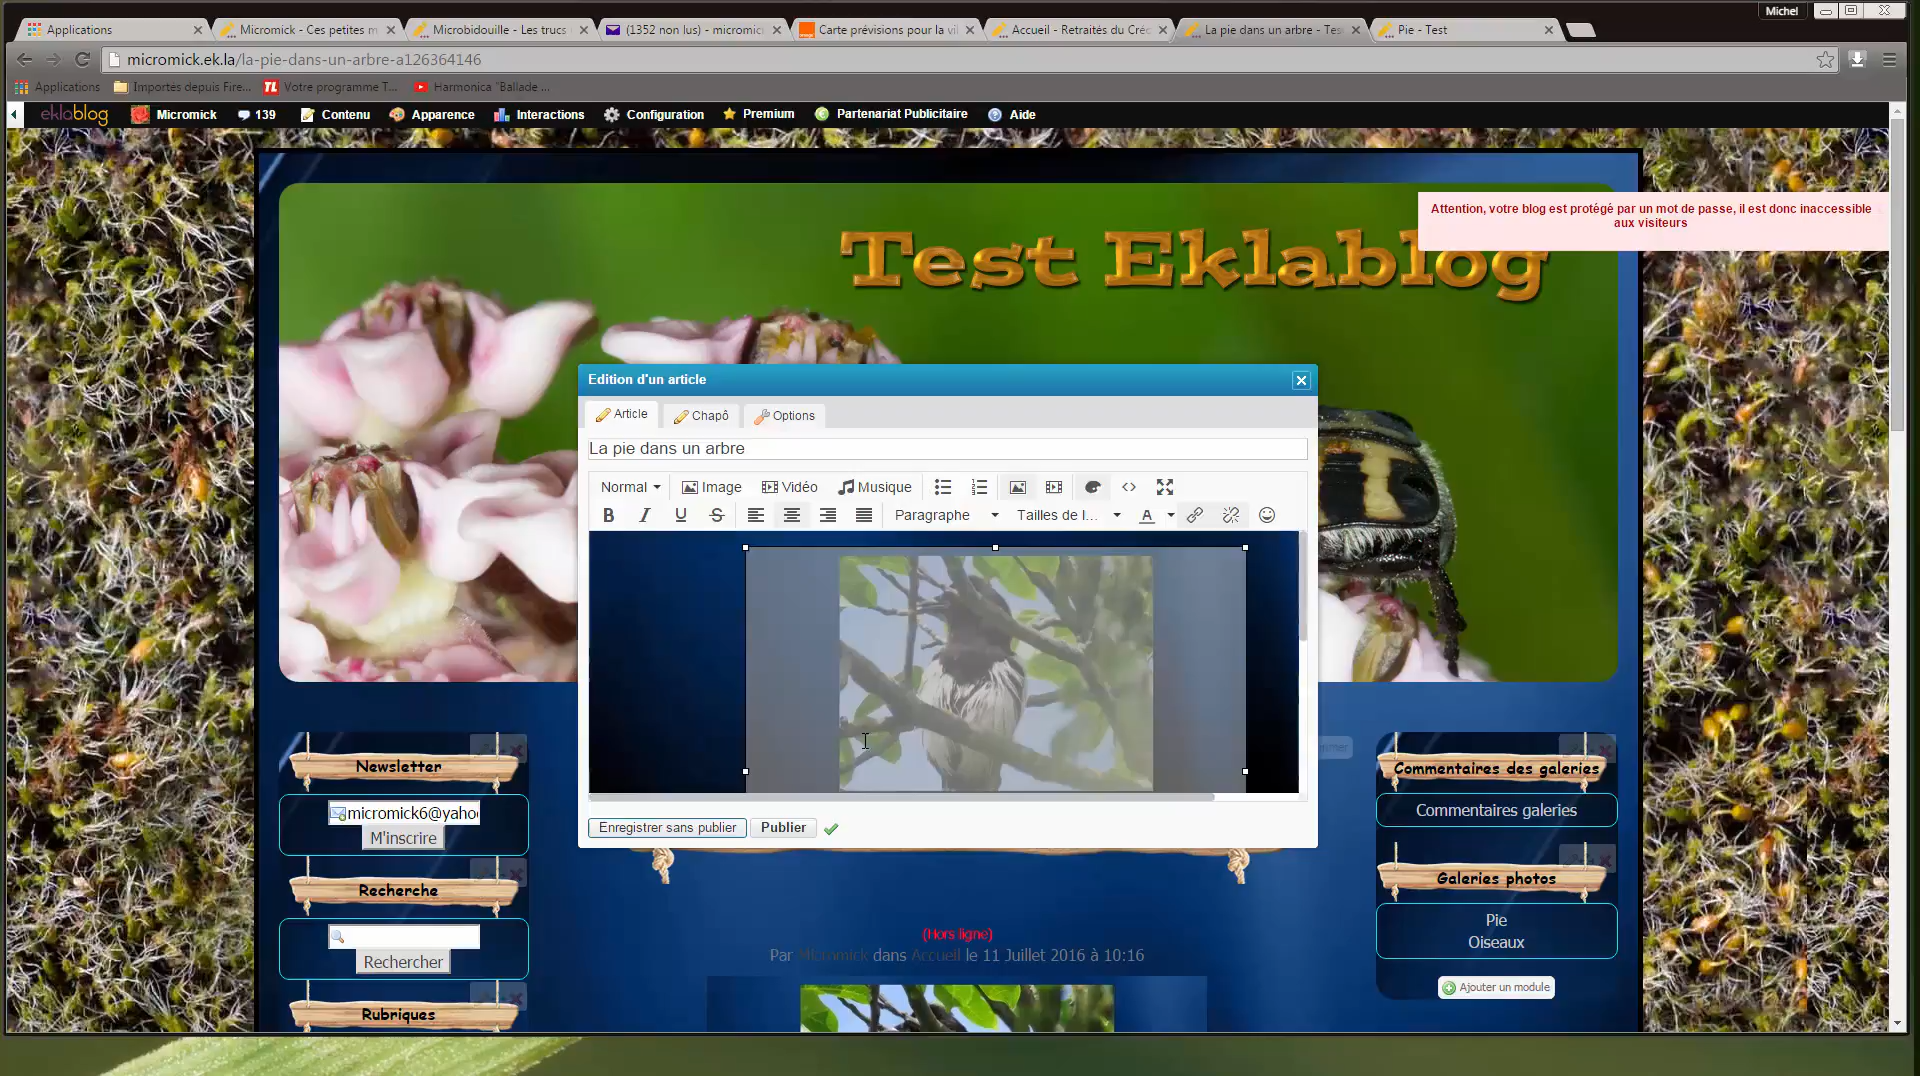 Michel
Applications
Micromick - Ces petites m
Microbidouille - Les trucs
(1352 non lus) - micromic
Carte prévisions pour la vil
Accueil - Retraités du Créd
La pie dans un arbre - Tes
Pie - Test
micromick.ek.la/la-pie-dans-un-arbre-a126364146
Applications
Importés depuis Fire...
TL
Votre programme T...
Harmonica "Ballade ...
eklablog
Micromick
139
Contenu
Apparence
Interactions
Configuration
Premium
Partenariat Publicitaire
Aide
Attention, votre blog est protégé par un mot de passe, il est donc inaccessible
aux visiteurs
Test Eklablog
Edition d'un article
Article
Chapô
Options
La pie dans un arbre
Normal
Image
Vidéo
Musique
B I U S
Paragraphe
Tailles de l...
A
Enregistrer sans publier
Publier
Newsletter
micromick6@yaho
M'inscrire
Recherche
Rechercher
Rubriques
(Hors ligne)
Par Micromick dans Accueil le 11 Juillet 2016 à 10:16
Commentaires des galeries
Commentaires galeries
Galeries photos
Pie
Oiseaux
Ajouter un module